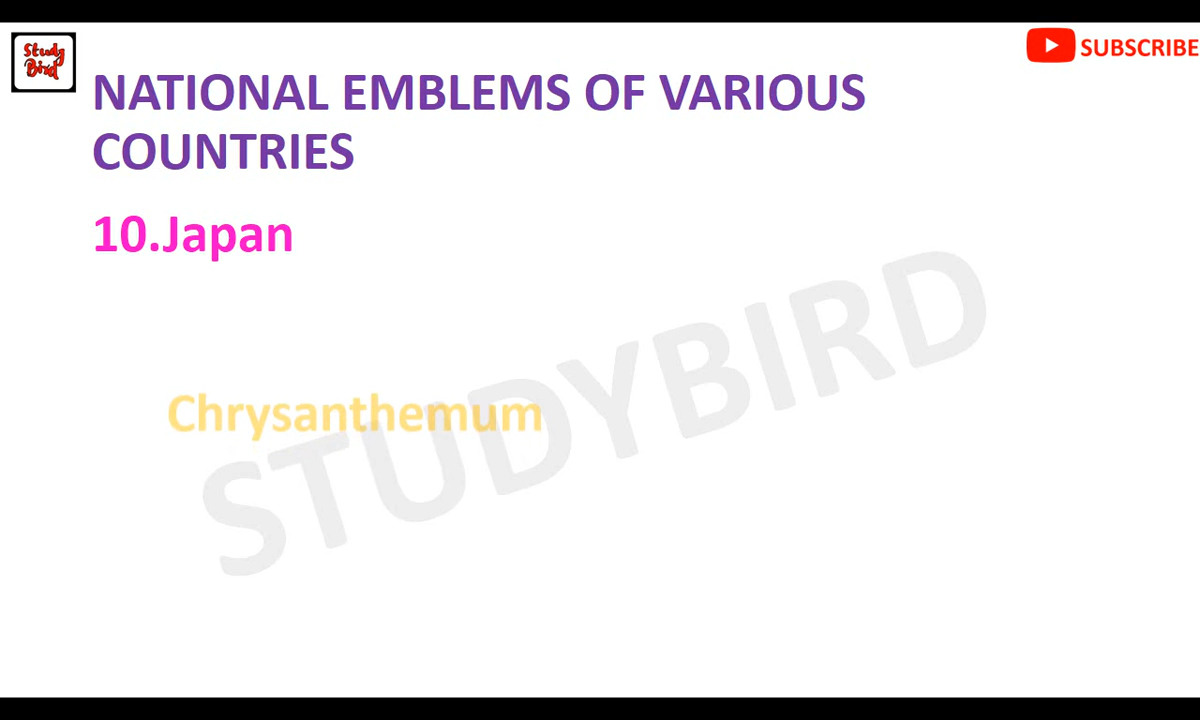 Study
Bird
SUBSCRIBE
NATIONAL EMBLEMS OF VARIOUS
COUNTRIES
10.Japan
Chrysanthemum
STUDYBIRD